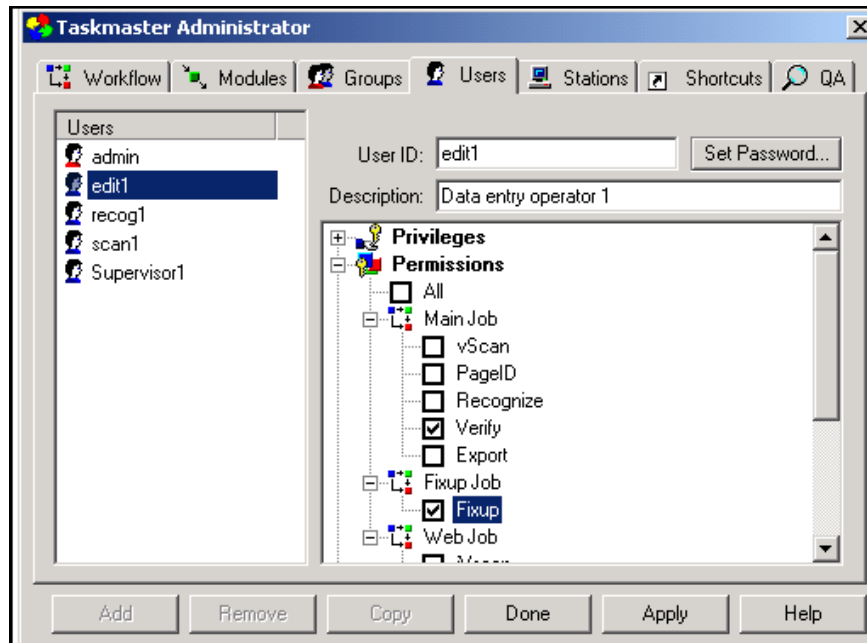 Taskmaster Administrator
Workflow Modules Groups Users Stations Shortcuts QA
Users
admin
edit1
recog1
scan1
Supervisor1
User ID: edit1 Set Password...
Description: Data entry operator 1
Privileges
Permissions
All
Main Job
vScan
PageID
Recognize
Verify
Export
Fixup Job
Fixup
Web Job
Add Remove Copy Done Apply Help